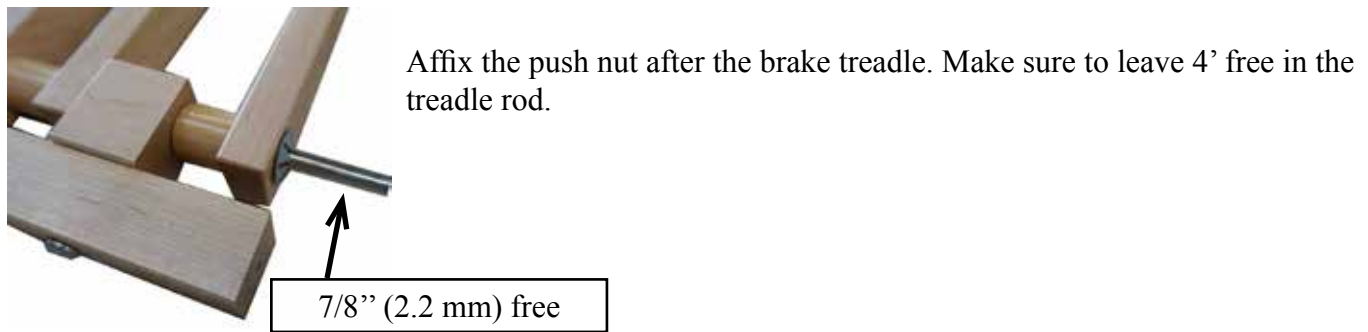 Affix the push nut after the brake treadle. Make sure to leave 4’ free in the
treadle rod.
7/8’’ (2.2 mm) free